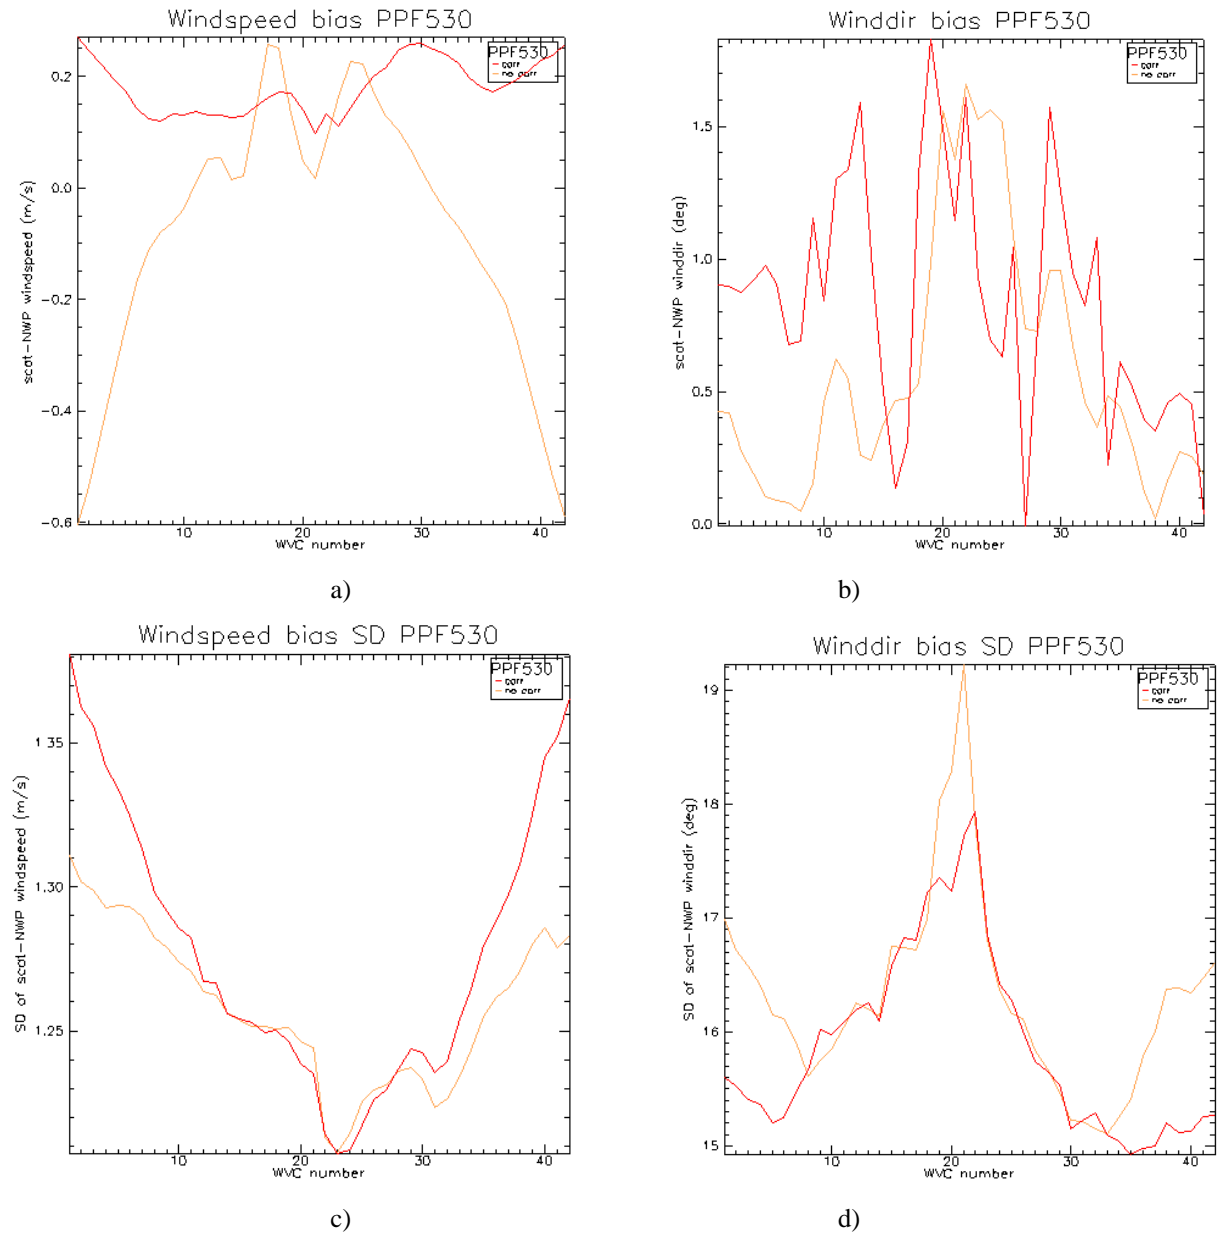 Windspeed bias PPF530
PPF530
corr
no corr
scat-NWP windspeed (m/s)
0.2
0.0
-0.2
-0.4
-0.6
10
20
30
40
WVC number
a)
Winddir bias PPF530
PPF530
corr
no corr
scat-NWP winddir (deg)
1.5
1.0
0.5
0.0
10
20
30
40
WVC number
b)
Windspeed bias SD PPF530
PPF530
corr
no corr
SD of scat-NWP windspeed (m/s)
1.35
1.30
1.25
10
20
30
40
WVC number
c)
Winddir bias SD PPF530
PPF530
corr
no corr
SD of scat-NWP winddir (deg)
19
18
17
16
15
10
20
30
40
WVC number
d)